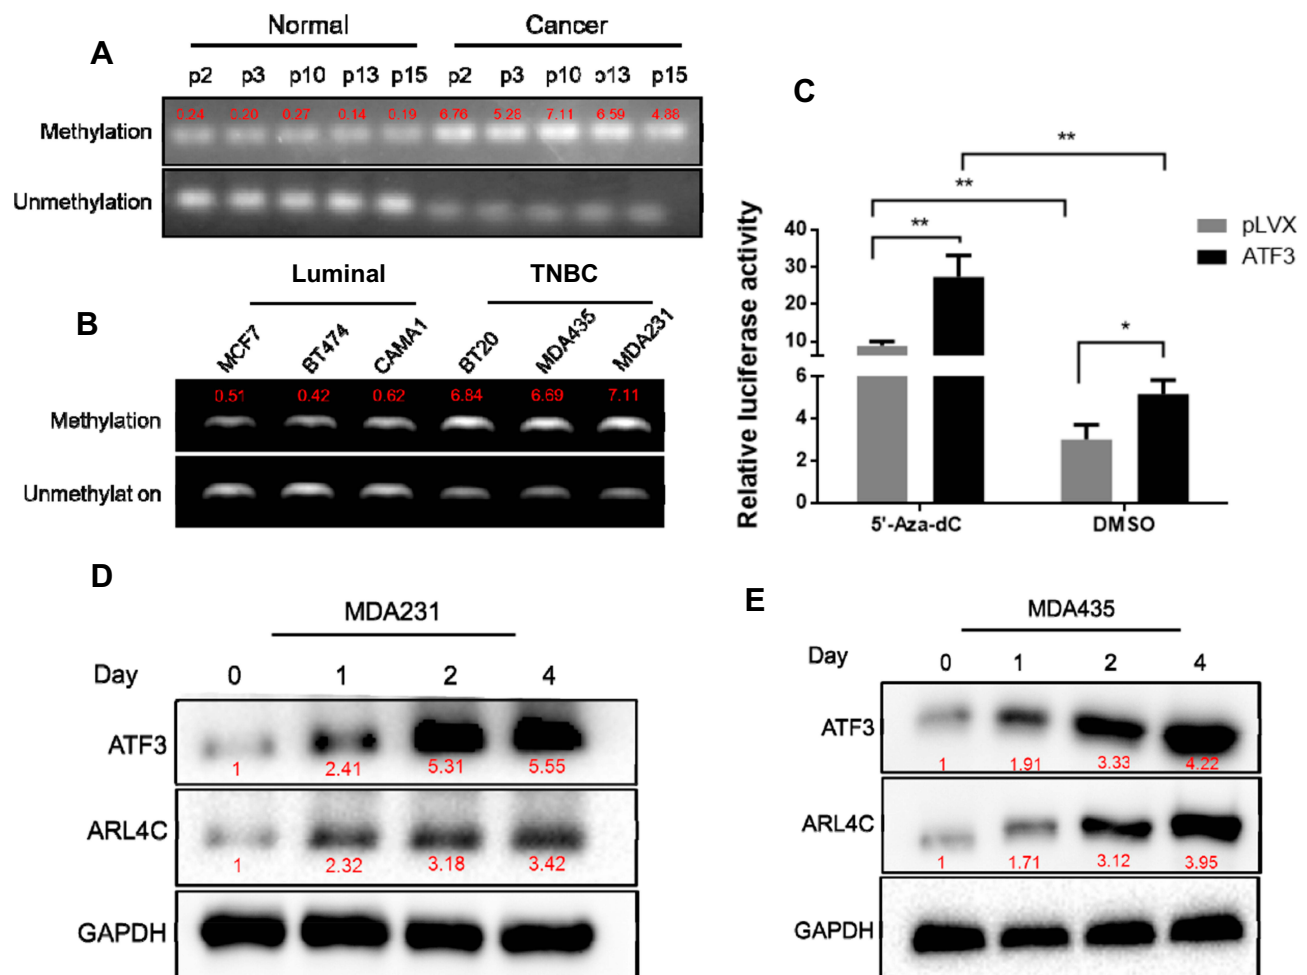 A
Normal Cancer
p2 p3 p10 p13 p15 p2 p3 p10 p13 p15
0.24 0.20 0.27 0.14 0.19 6.76 5.28 7.11 6.59 4.88
Methylation
Unmethylation
B
Luminal TNBC
MCF7 BT474 CAMA1 BT20 MDA435 MDA231
0.51 0.42 0.62 6.84 6.69 7.11
Methylation
Unmethylat on
C
** ** ** *
pLVX
ATF3
Relative luciferase activity
40
30
20
10
6
4
2
0
5'-Aza-dC DMSO
D
MDA231
Day 0 1 2 4
ATF3
1 2.41 5.31 5.55
ARL4C
1 2.32 3.18 3.42
GAPDH
E
MDA435
Day 0 1 2 4
ATF3
1 1.91 3.33 4.22
ARL4C
1 1.71 3.12 3.95
GAPDH